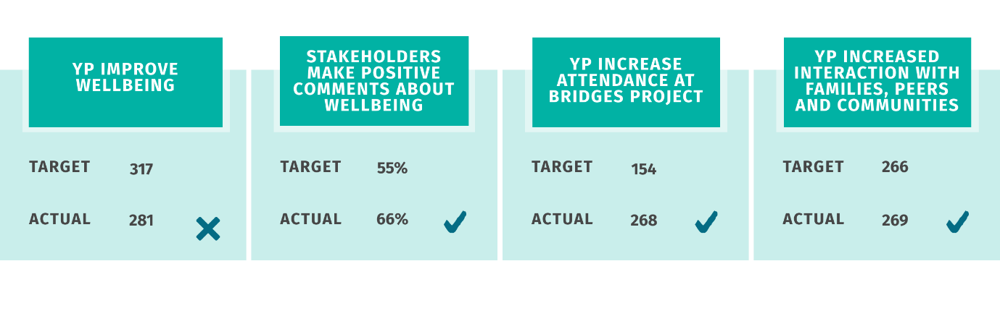 YP IMPROVE
WELLBEING
TARGET 317
ACTUAL 281
STAKEHOLDERS
MAKE POSITIVE
COMMENTS ABOUT
WELLBEING
TARGET 55%
ACTUAL 66%
YP INCREASE
ATTENDANCE AT
BRIDGES PROJECT
TARGET 154
ACTUAL 268
YP INCREASED
INTERACTION WITH
FAMILIES, PEERS
AND COMMUNITIES
TARGET 266
ACTUAL 269